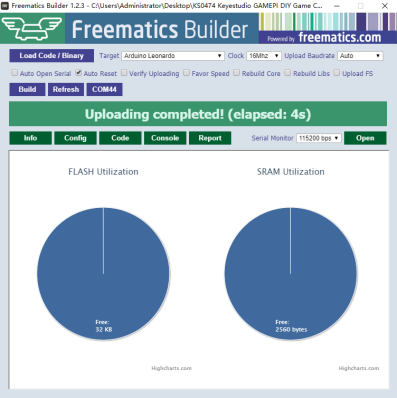 Freematics Builder 1.2.3 - C:\Users\Administrator\Desktop\KS0474 Keyestudio GAMEPI DIY Game C...
Freematics Builder Powered by freematics.com
Load Code / Binary Target Arduino Leonardo Clock 16Mhz Upload Baudrate Auto
Auto Open Serial Auto Reset Verify Uploading Favor Speed Rebuild Core Rebuild Libs Upload FS
Build Refresh COM44
Uploading completed! (elapsed: 4s)
Info Config Code Console Report Serial Monitor 115200 bps Open
FLASH Utilization SRAM Utilization
Free: Free:
32 KB 2560 bytes
Highcharts.com Highcharts.com